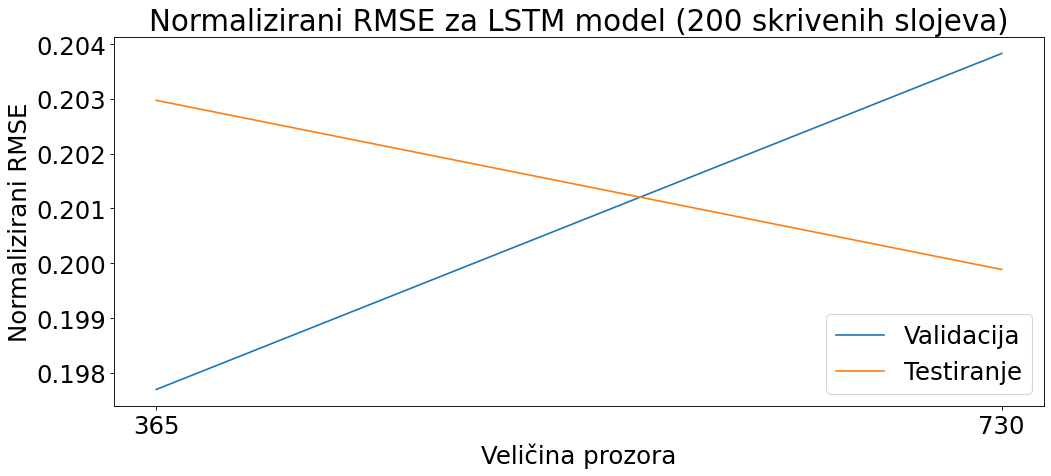 Normalizirani RMSE za LSTM model (200 skrivenih slojeva)
Normalizirani RMSE
0.204
0.203
0.202
0.201
0.200
0.199
0.198
365
730
Veličina prozora
Validacija
Testiranje